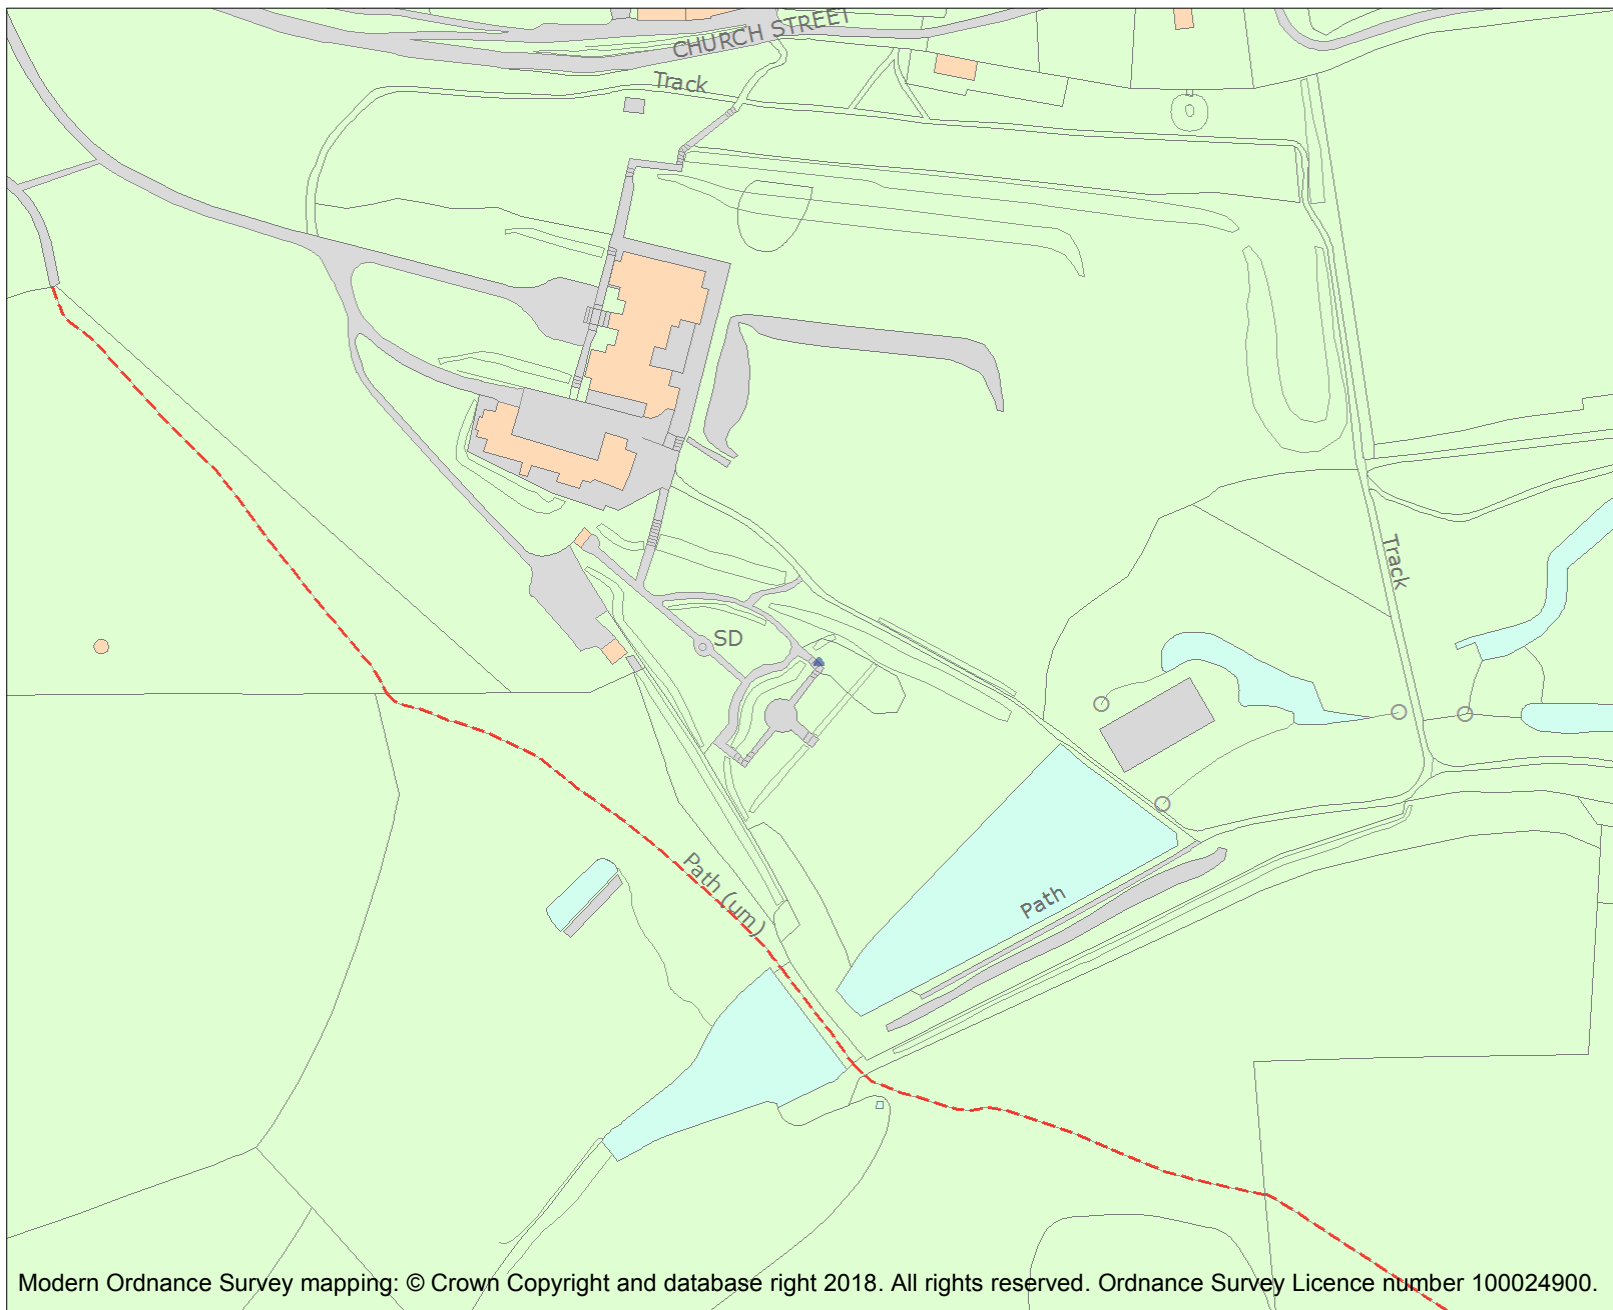 CHURCH STREET
Track
Track
SD
Path (um)
Path
Modern Ordnance Survey mapping: © Crown Copyright and database right 2018. All rights reserved. Ordnance Survey Licence number 100024900.